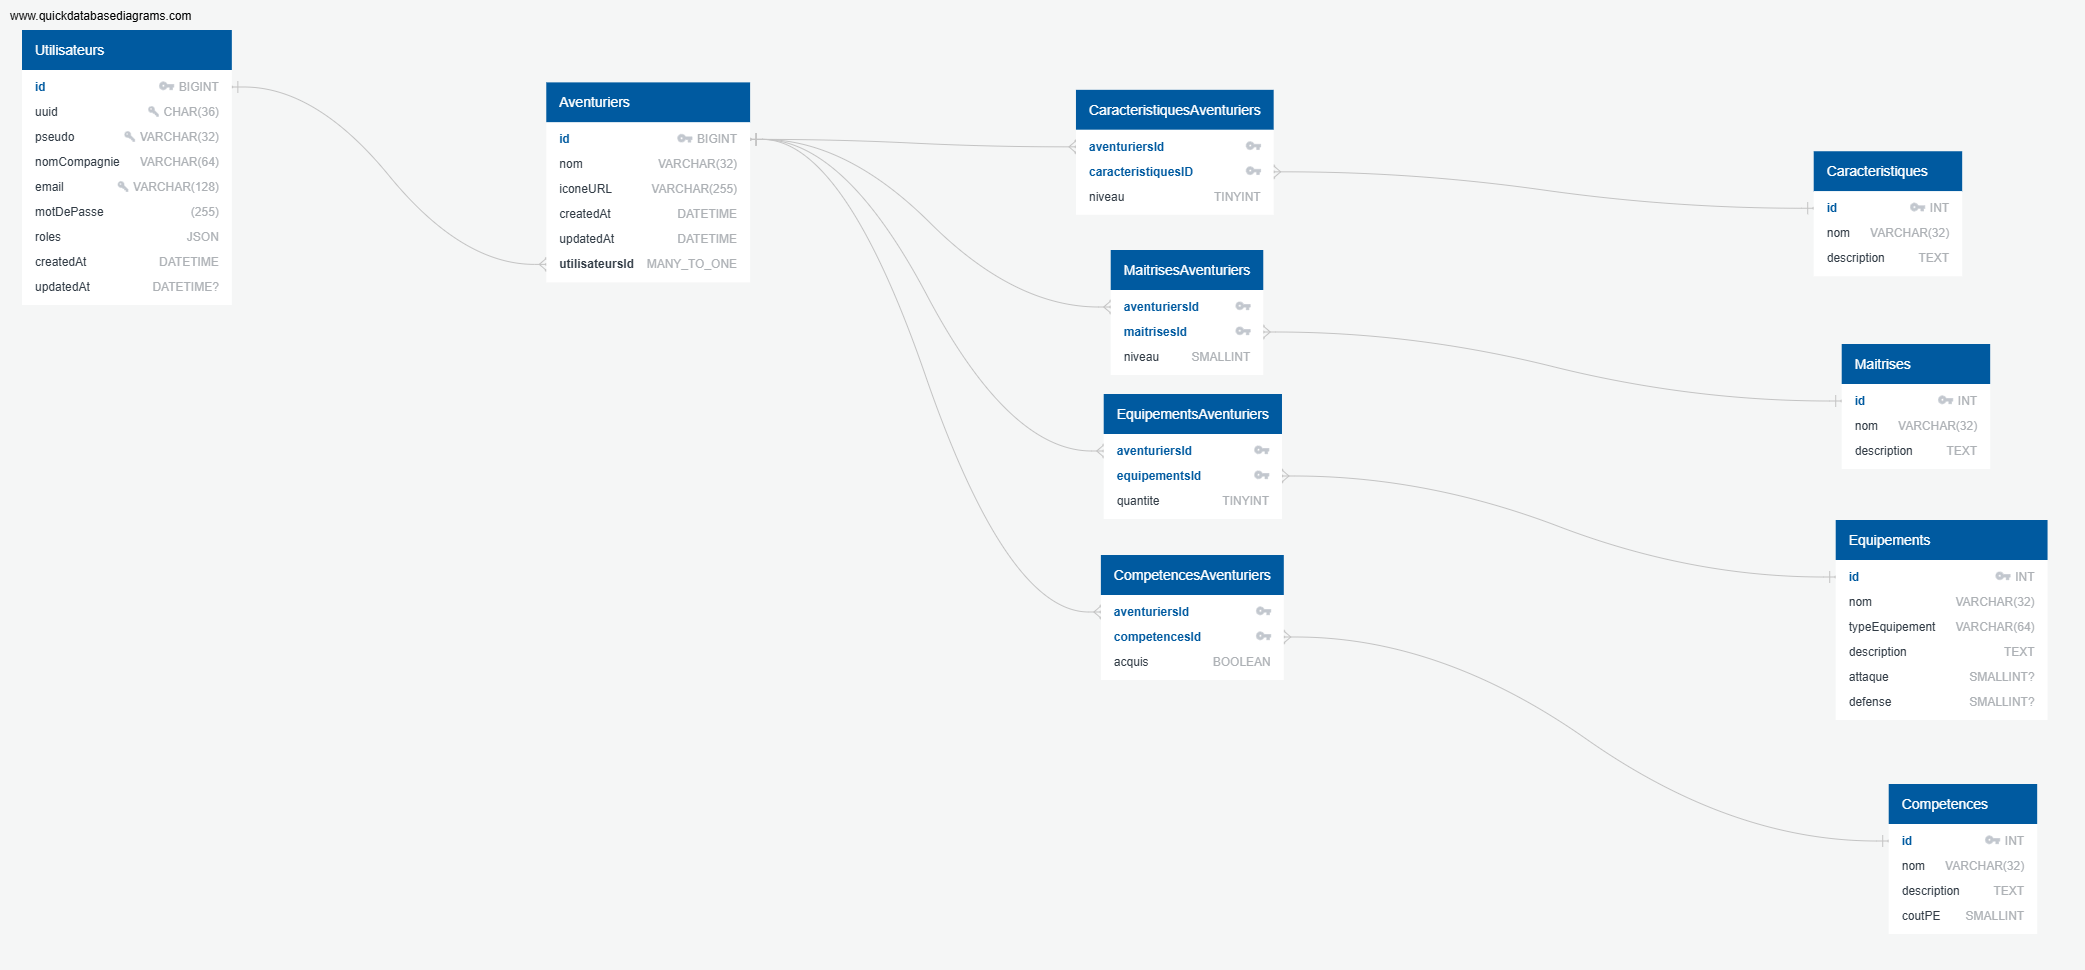 www.quickdatabasediagrams.com
Utilisateurs
id BIGINT
uuid CHAR(36)
pseudo VARCHAR(32)
nomCompagnie VARCHAR(64)
email VARCHAR(128)
motDePasse (255)
roles JSON
createdAt DATETIME
updatedAt DATETIME?
Aventuriers
id BIGINT
nom VARCHAR(32)
iconeURL VARCHAR(255)
createdAt DATETIME
updatedAt DATETIME
utilisateursId MANY_TO_ONE
CaracteristiquesAventuriers
aventuriersId
caracteristiquesID
niveau TINYINT
MaitrisesAventuriers
aventuriersId
maitrisesId
niveau SMALLINT
EquipementsAventuriers
aventuriersId
equipementsId
quantite TINYINT
CompetencesAventuriers
aventuriersId
competencesId
acquis BOOLEAN
Caracteristiques
id INT
nom VARCHAR(32)
description TEXT
Maitrises
id INT
nom VARCHAR(32)
description TEXT
Equipements
id INT
nom VARCHAR(32)
typeEquipement VARCHAR(64)
description TEXT
attaque SMALLINT?
defense SMALLINT?
Competences
id INT
nom VARCHAR(32)
description TEXT
coutPE SMALLINT